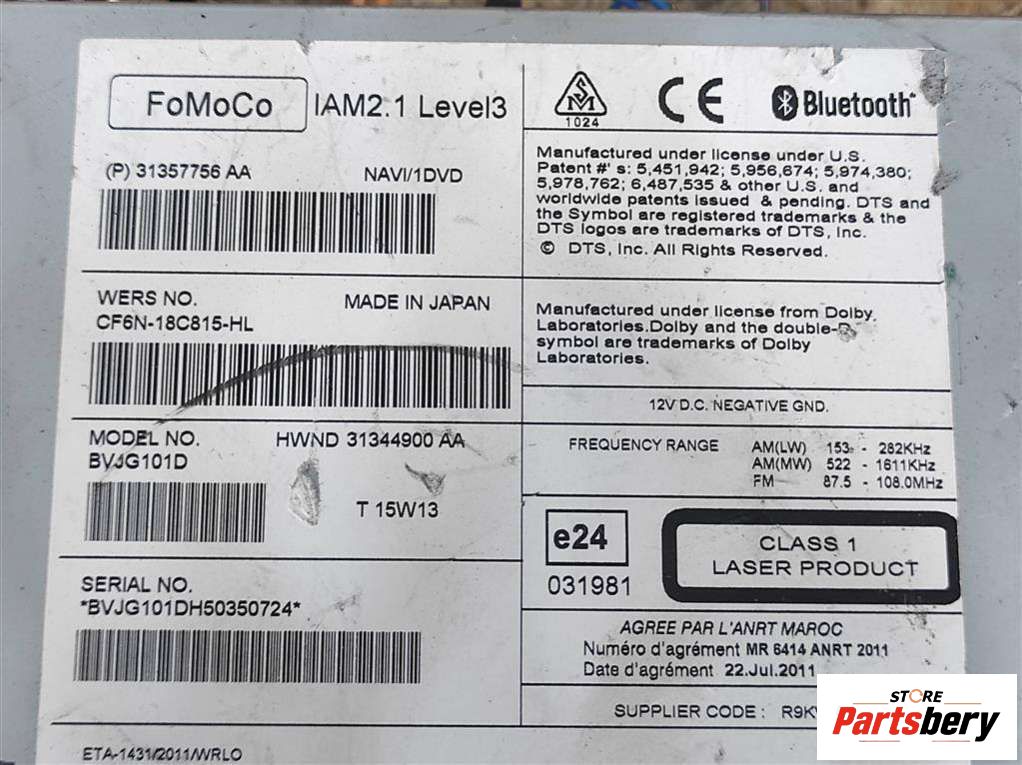 FoMoCo IAM2.1 Level3
(P) 31357756 AA NAVI/1DVD
WERS NO. MADE IN JAPAN
CF6N-18C815-HL
MODEL NO. HWND 31344900 AA
BVJG101D
T 15W13
SERIAL NO.
*BVJG101DH50350724*
ETA-1431/2011/WRLO
S M
1024
CE
Bluetooth
Manufactured under license under U.S.
Patent #' s: 5,451,942; 5,956,674; 5,974,380;
5,978,762; 6,487,535 & other U.S. and
worldwide patents issued & pending. DTS and
the Symbol are registered trademarks & the
DTS logos are trademarks of DTS, Inc.
© DTS, Inc. All Rights Reserved.
Manufactured under license from Dolby
Laboratories.Dolby and the double-D
symbol are trademarks of Dolby
Laboratories.
12V D.C. NEGATIVE GND.
FREQUENCY RANGE AM(LW) 153 - 282KHz
AM(MW) 522 - 1611KHz
FM 87.5 - 108.0MHz
e24
031981
CLASS 1
LASER PRODUCT
AGREE PAR L'ANRT MAROC
Numéro d'agrément MR 6414 ANRT 2011
Date d'agrément 22.Jul.2011
SUPPLIER CODE :
STORE
Partsbery